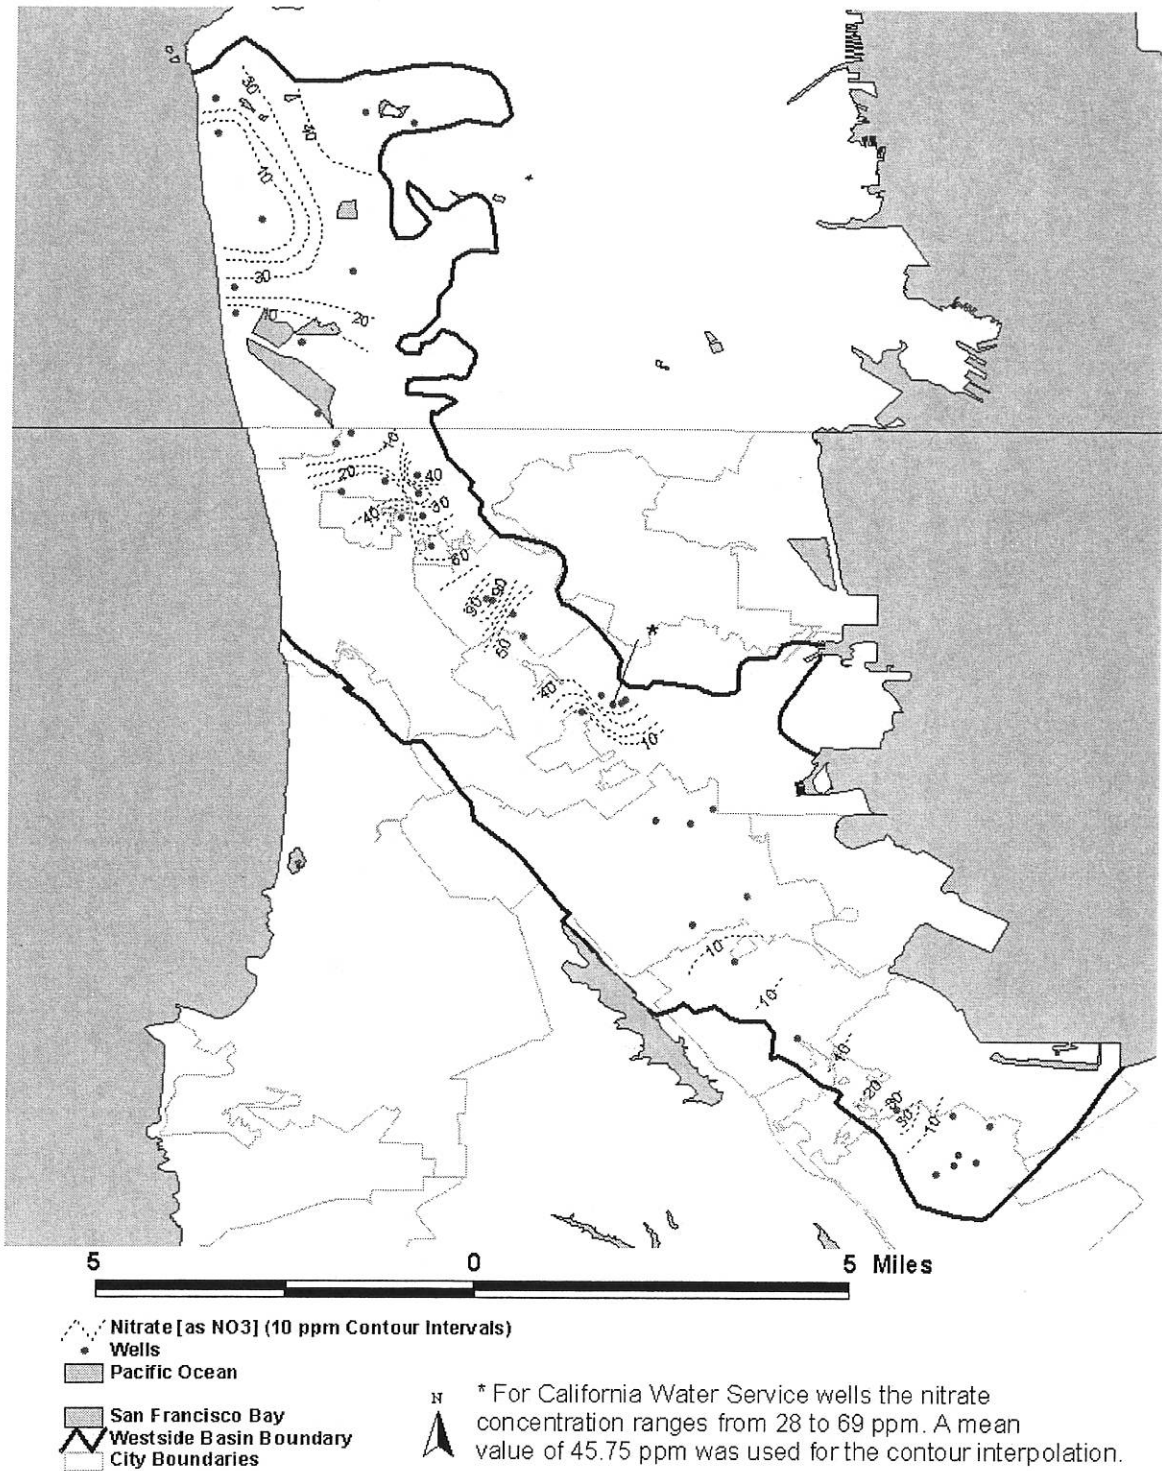 30
40
10
30
10
20
10
20
40
40
30
60
90
90
50
40
*
10
10
10
10
20
30
10
5 0 5 Miles
Nitrate [as NO3] (10 ppm Contour Intervals)
Wells
Pacific Ocean
San Francisco Bay
Westside Basin Boundary
City Boundaries
N
* For California Water Service wells the nitrate
concentration ranges from 28 to 69 ppm. A mean
value of 45.75 ppm was used for the contour interpolation.